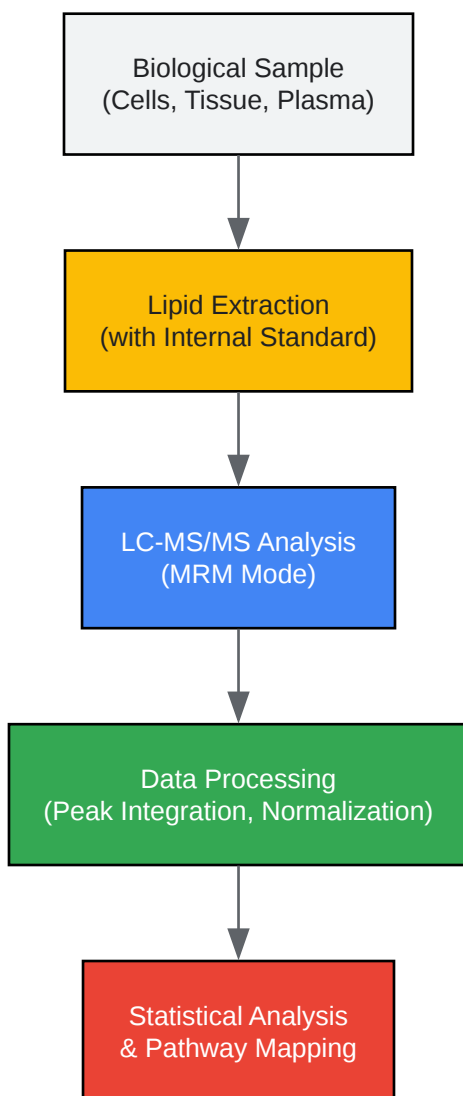 Biological Sample
(Cells, Tissue, Plasma)
Lipid Extraction
(with Internal Standard)
LC-MS/MS Analysis
(MRM Mode)
Data Processing
(Peak Integration, Normalization)
Statistical Analysis
& Pathway Mapping